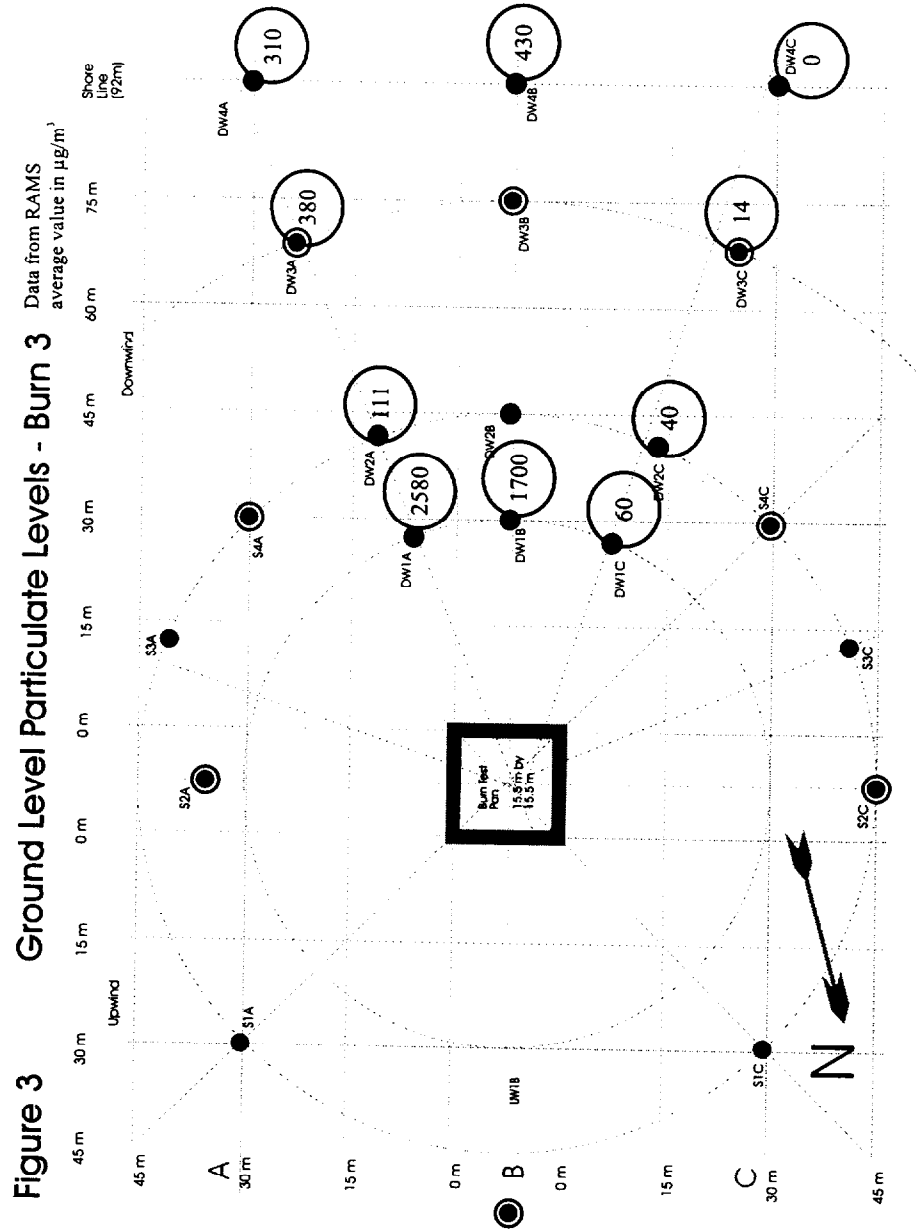 Figure 3 Ground Level Particulate Levels - Burn 3
Data from RAMS
average value in µg/m³
Upwind
Downwind
Shore
Line
(92m)
45 m
30 m
15 m
0 m
0 m
15 m
30 m
45 m
60 m
75 m
45 m
A
30 m
15 m
0 m
B
0 m
15 m
C
30 m
45 m
S1A
S2A
S3A
S4A
DW1A
2580
DW2A
111
DW3A
380
DW4A
310
UW1B
Burn Test
Pan
15.5 m by
15.5 m
DW1B
1700
DW2B
DW3B
DW4B
430
DW1C
60
DW2C
40
DW3C
14
DW4C
0
S1C
S2C
S3C
S4C
N